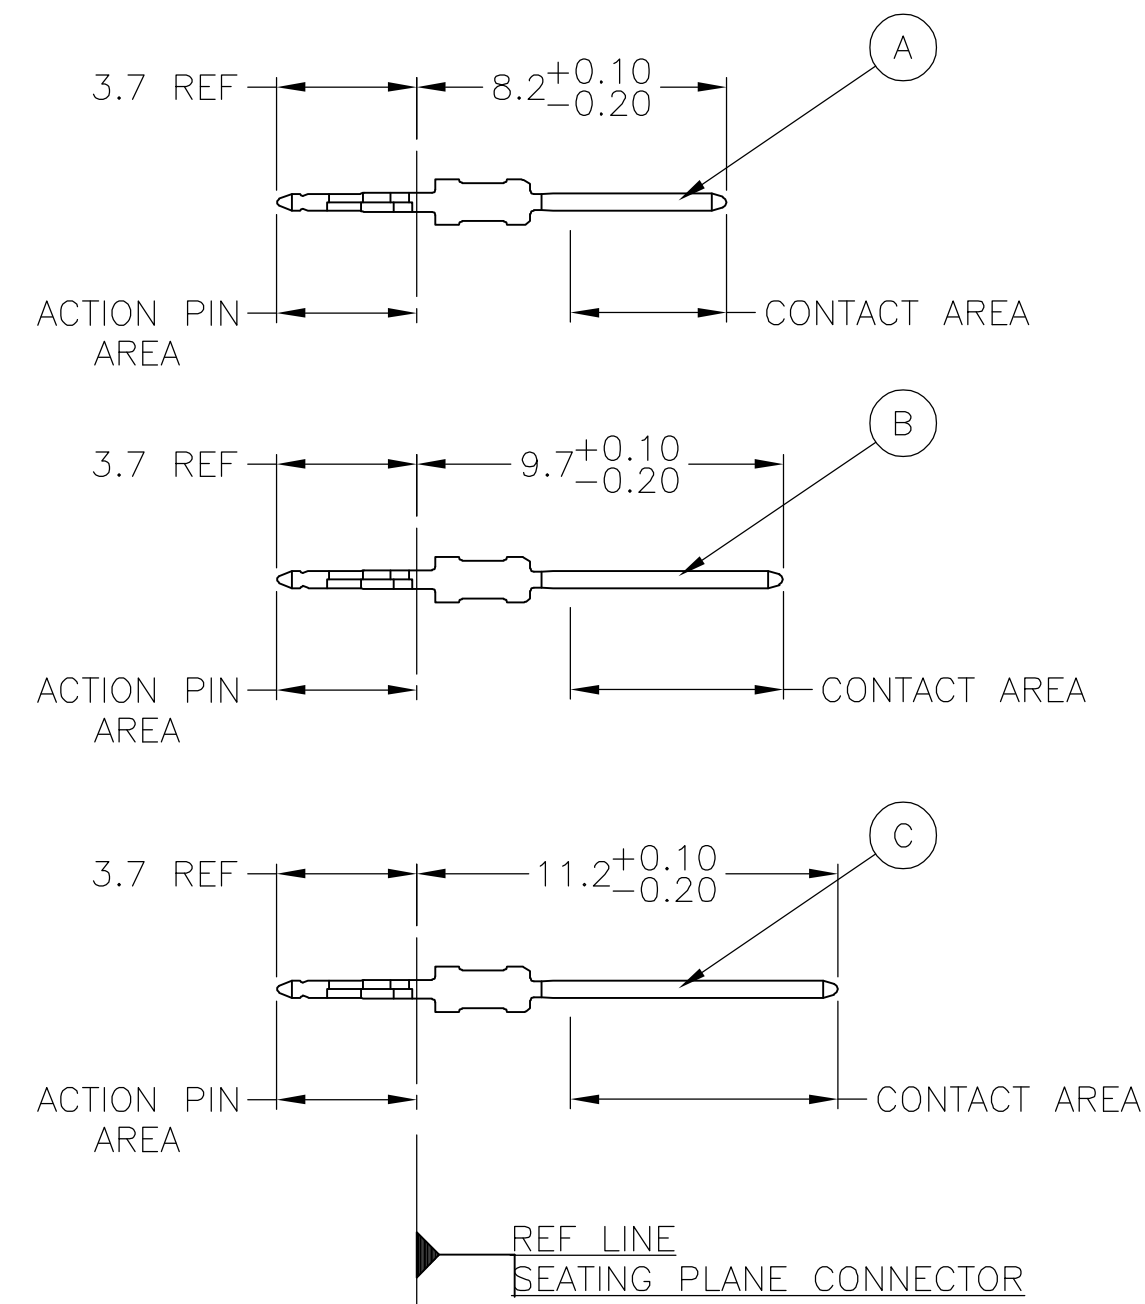 A
3.7 REF
8.2 +0.10
-0.20
ACTION PIN
AREA
CONTACT AREA
B
3.7 REF
9.7 +0.10
-0.20
ACTION PIN
AREA
CONTACT AREA
C
3.7 REF
11.2 +0.10
-0.20
ACTION PIN
AREA
CONTACT AREA
REF LINE
SEATING PLANE CONNECTOR